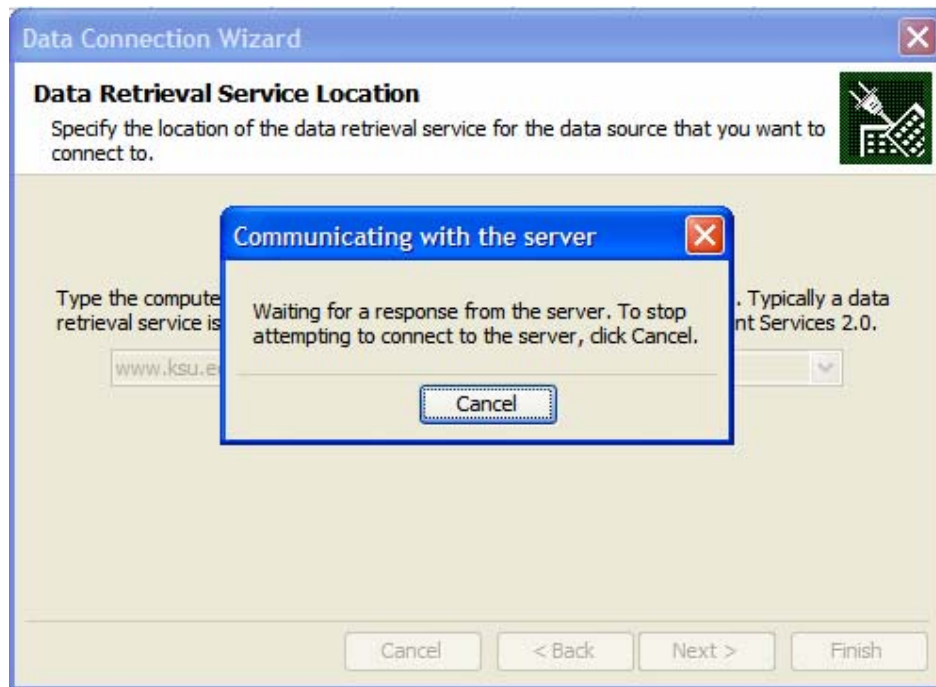 Data Connection Wizard
Data Retrieval Service Location
Specify the location of the data retrieval service for the data source that you want to
connect to.
Communicating with the server
Type the compute
. Typically a data
retrieval service is
nt Services 2.0.
Waiting for a response from the server. To stop
attempting to connect to the server, click Cancel.
www.ksu.e
Cancel
Cancel
< Back
Next >
Finish